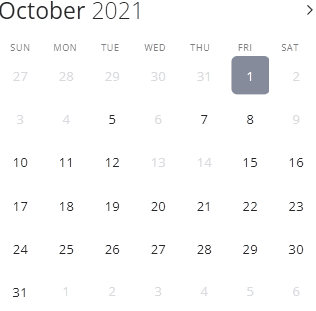 October 2021
SUN MON TUE WED THU FRI SAT
27 28 29 30 31 1 2
3 4 5 6 7 8 9
10 11 12 13 14 15 16
17 18 19 20 21 22 23
24 25 26 27 28 29 30
31 1 2 3 4 5 6